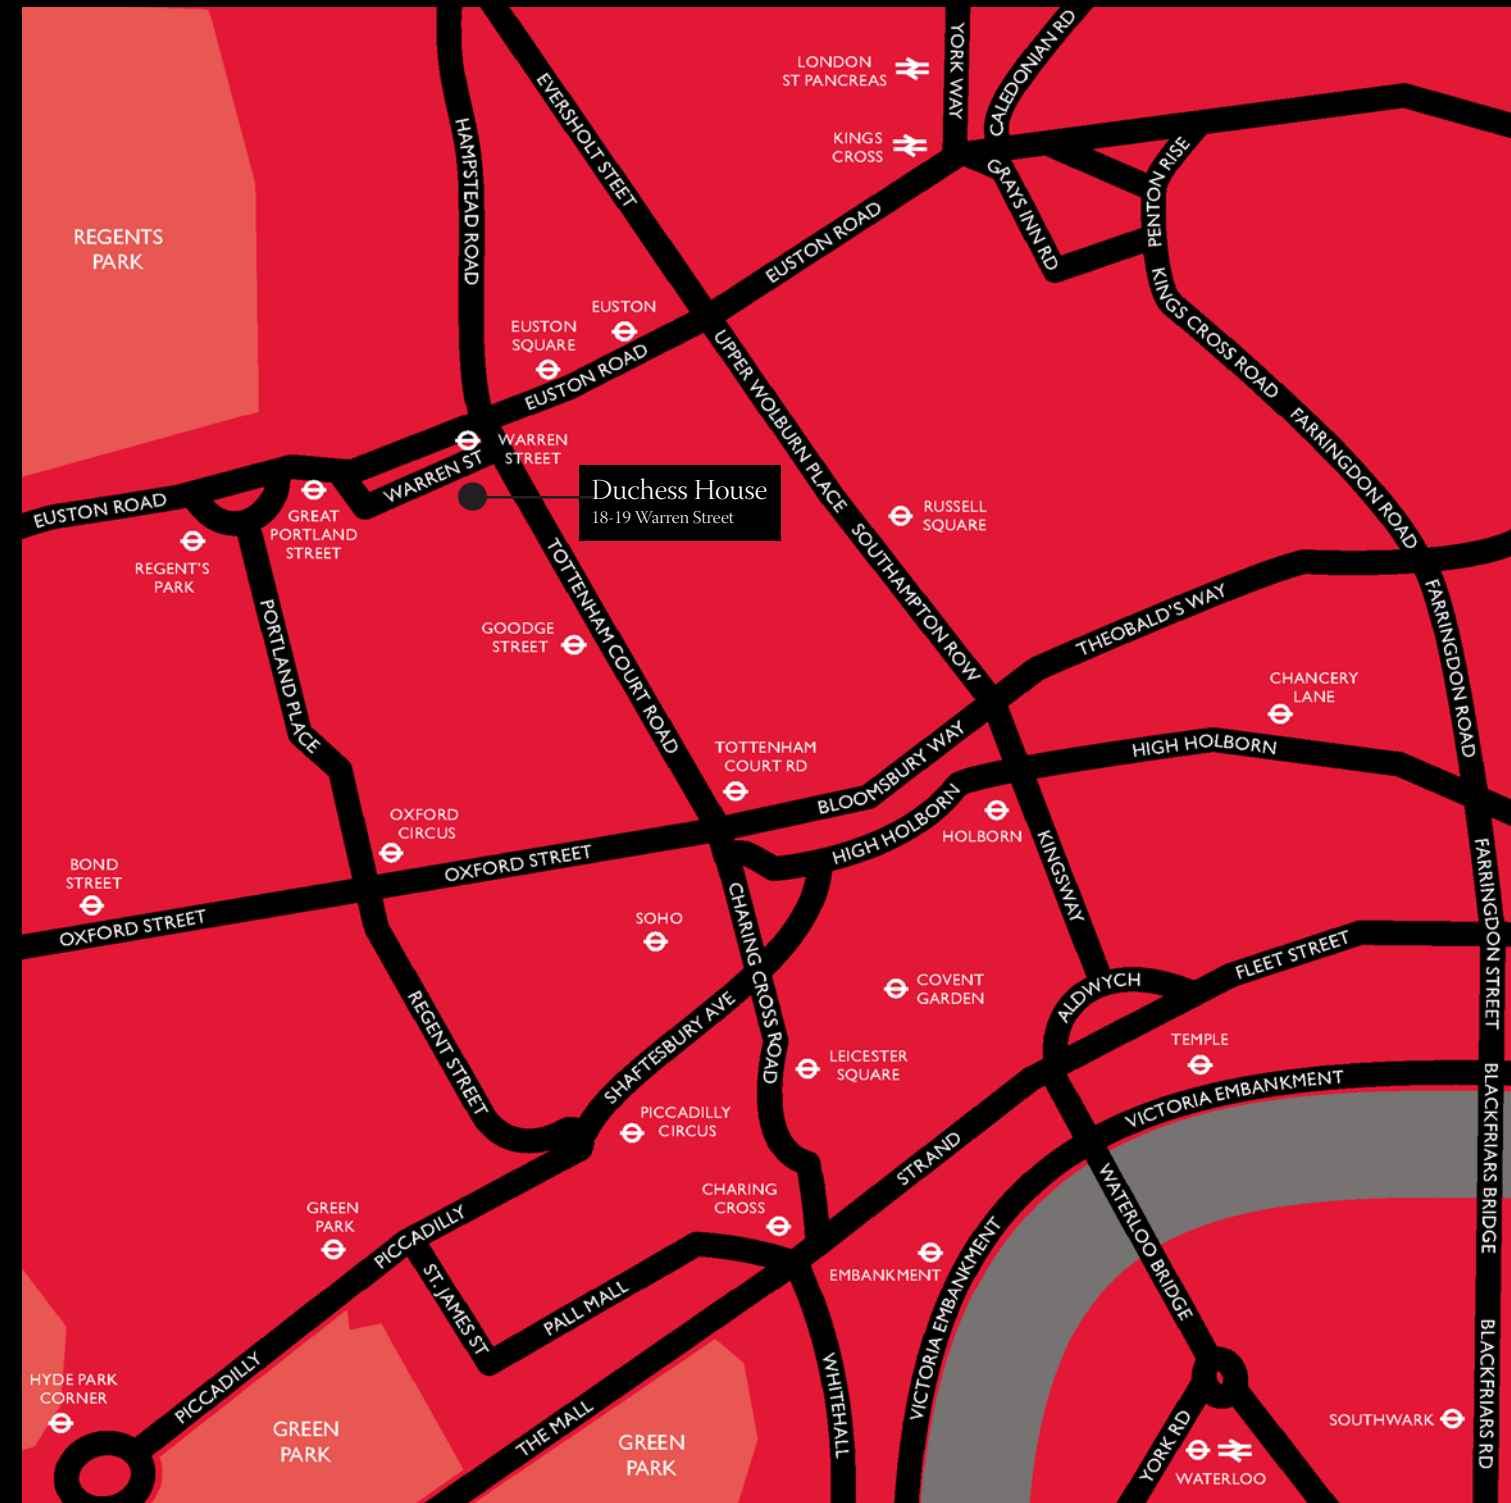 LONDON
ST PANCREAS
YORK WAY
CALEDONIAN RD
EVERSHOLT STEET
HAMPSTEAD ROAD
KINGS
CROSS
GRAYS INN RD
PENTON RISE
REGENTS
PARK
EUSTON ROAD
EUSTON
EUSTON
SQUARE
EUSTON ROAD
UPPER WOLBURN PLACE
KINGS CROSS ROAD
FARRINGDON ROAD
WARREN
STREET
WARREN ST
Duchess House
18-19 Warren Street
EUSTON ROAD
GREAT
PORTLAND
STREET
REGENT'S
PARK
RUSSELL
SQUARE
SOUTHAMPTON ROW
TOTTENHAM COURT ROAD
PORTLAND PLACE
GOODGE
STREET
THEOBALD'S WAY
FARRINGDON ROAD
CHANCERY
LANE
TOTTENHAM
COURT RD
BLOOMSBURY WAY
HIGH HOLBORN
OXFORD
CIRCUS
HIGH HOLBORN
HOLBORN
KINGSWAY
BOND
STREET
OXFORD STREET
OXFORD STREET
SOHO
CHARING CROSS ROAD
FARRINGDON STREET
FLEET STREET
COVENT
GARDEN
ALDWYCH
REGENT STREET
SHAFTESBURY AVE
LEICESTER
SQUARE
TEMPLE
VICTORIA EMBANKMENT
BLACKFRIARS BRIDGE
PICCADILLY
CIRCUS
STRAND
CHARING
CROSS
WATERLOO BRIDGE
GREEN
PARK
PICCADILLY
EMBANKMENT
VICTORIA EMBANKMENT
ST. JAMES ST
PALL MALL
WHITEHALL
BLACKFRIARS RD
HYDE PARK
CORNER
PICCADILLY
GREEN
PARK
THE MALL
GREEN
PARK
YORK RD
WATERLOO
SOUTHWARK